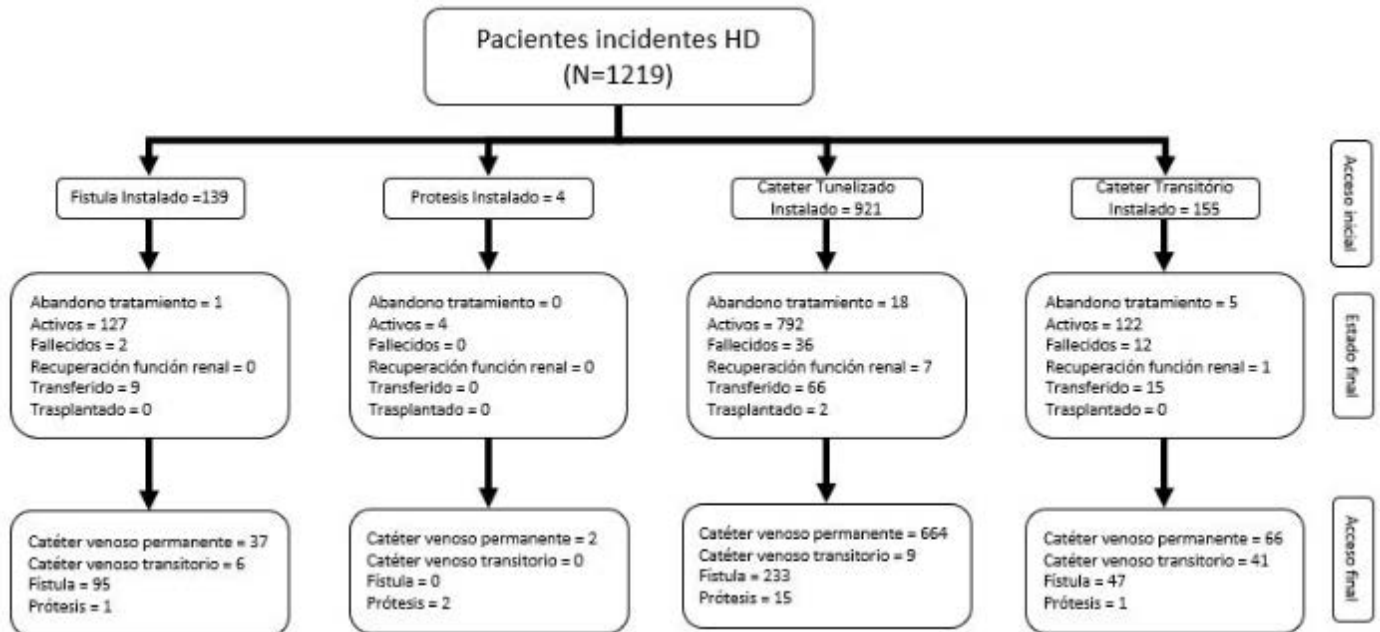 Pacientes incidentes HD
(N=1219)
Fistula Instalado =139
Protesis Instalado = 4
Cateter Tunelizado
Instalado = 921
Cateter Transitório
Instalado = 155
Acceso inicial
Abandono tratamiento = 1
Activos = 127
Fallecidos = 2
Recuperación función renal = 0
Transferido = 9
Trasplantado = 0
Abandono tratamiento = 0
Activos = 4
Fallecidos = 0
Recuperación función renal = 0
Transferido = 0
Trasplantado = 0
Abandono tratamiento = 18
Activos = 792
Fallecidos = 36
Recuperación función renal = 7
Transferido = 66
Trasplantado = 2
Abandono tratamiento = 5
Activos = 122
Fallecidos = 12
Recuperación función renal = 1
Transferido = 15
Trasplantado = 0
Estado final
Catéter venoso permanente = 37
Catéter venoso transitorio = 6
Fístula = 95
Prótesis = 1
Catéter venoso permanente = 2
Catéter venoso transitorio = 0
Fístula = 0
Prótesis = 2
Catéter venoso permanente = 664
Catéter venoso transitorio = 9
Fístula = 233
Prótesis = 15
Catéter venoso permanente = 66
Catéter venoso transitorio = 41
Fístula = 47
Prótesis = 1
Acceso final